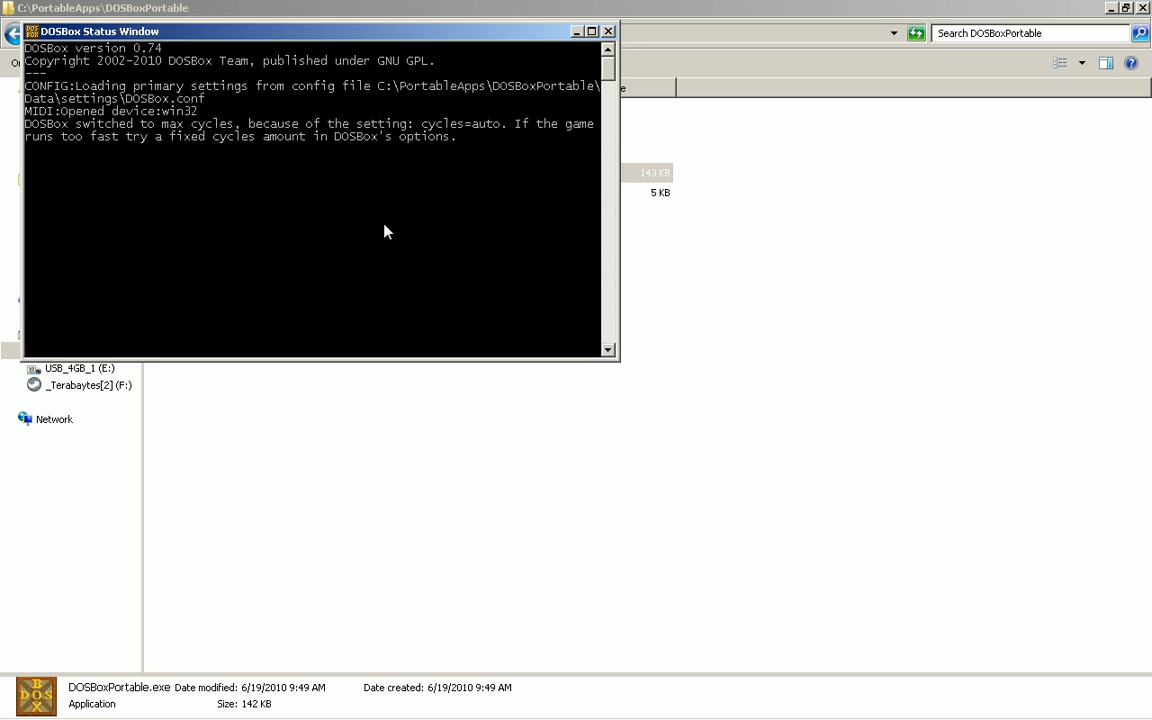 C:\PortableApps\DOSBoxPortable
DOSBox Status Window
Search DOSBoxPortable
DOSBox version 0.74
Copyright 2002-2010 DOSBox Team, published under GNU GPL.
---
CONFIG:Loading primary settings from config file C:\PortableApps\DOSBoxPortable\
Data\settings\DOSBox.conf
MIDI:Opened device:win32
DOSBox switched to max cycles, because of the setting: cycles=auto. If the game
runs too fast try a fixed cycles amount in DOSBox's options.
143 KB
5 KB
USB_4GB_1 (E:)
_Terabytes[2] (F:)
Network
DOS BOX
DOSBoxPortable.exe Date modified: 6/19/2010 9:49 AM Date created: 6/19/2010 9:49 AM
Application Size: 142 KB